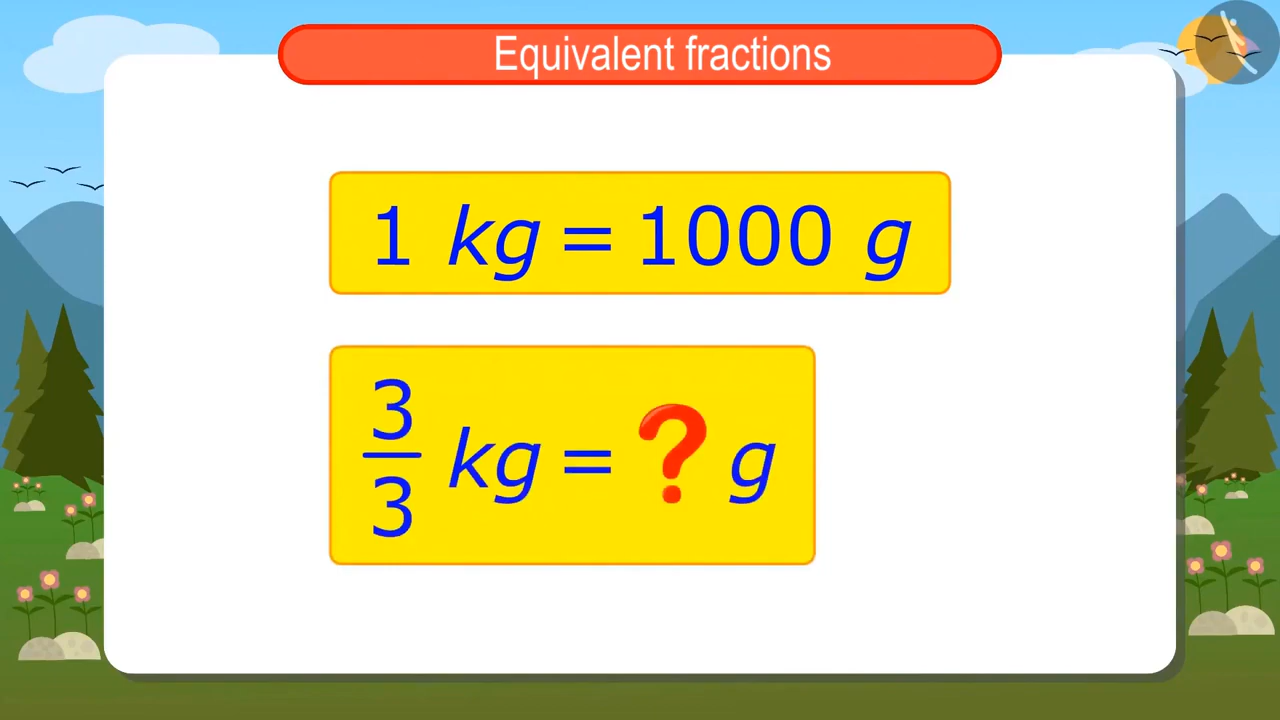 Equivalent fractions
1 kg = 1000 g
3/3 kg = ? g